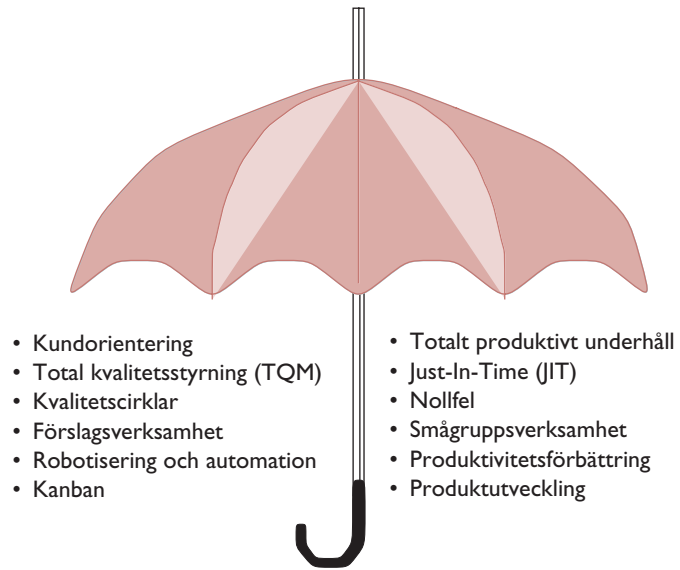 • Kundorientering
• Total kvalitetsstyrning (TQM)
• Kvalitetscirklar
• Förslagsverksamhet
• Robotisering och automation
• Kanban
• Totalt produktivt underhåll
• Just-In-Time (JIT)
• Nollfel
• Smågruppsverksamhet
• Produktivitetsförbättring
• Produktutveckling